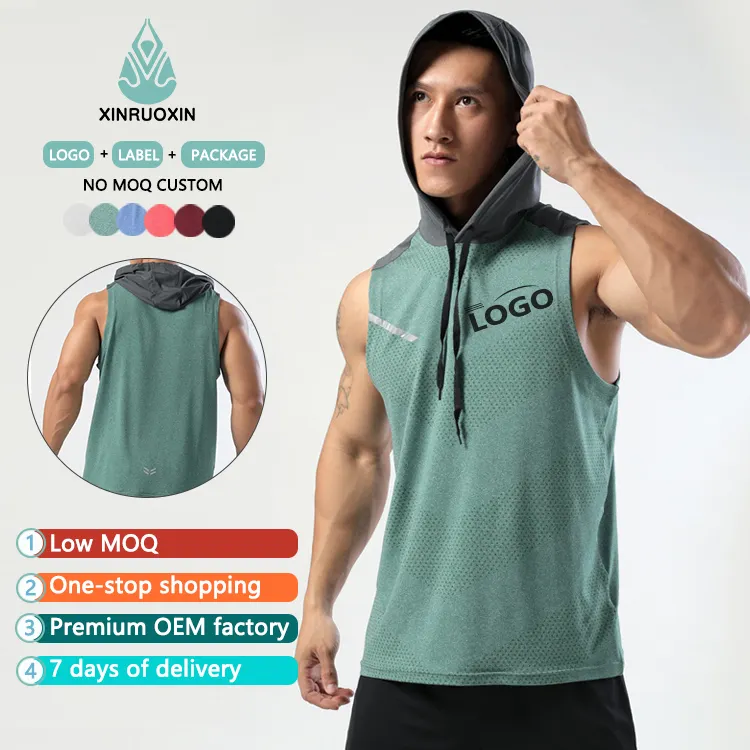 XINRUOXIN
LOGO + LABEL + PACKAGE
NO MOQ CUSTOM
LOGO
1 Low MOQ
2 One-stop shopping
3 Premium OEM factory
4 7 days of delivery